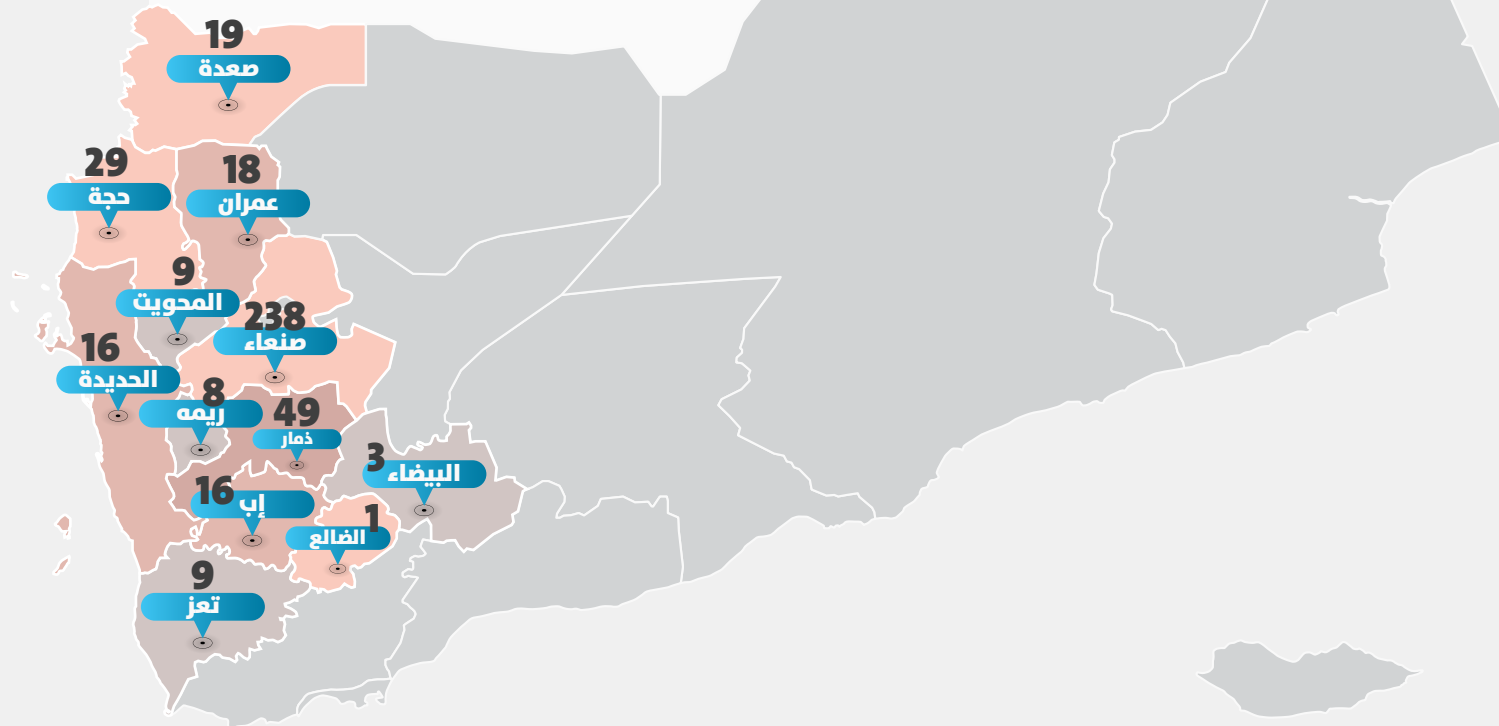 19
صعدة
29
حجة
18
عمران
9
المحويت
238
صنعاء
16
الحديدة
8
ريمه
49
ذمار
3
البيضاء
16
إب
1
الضالع
9
تعز